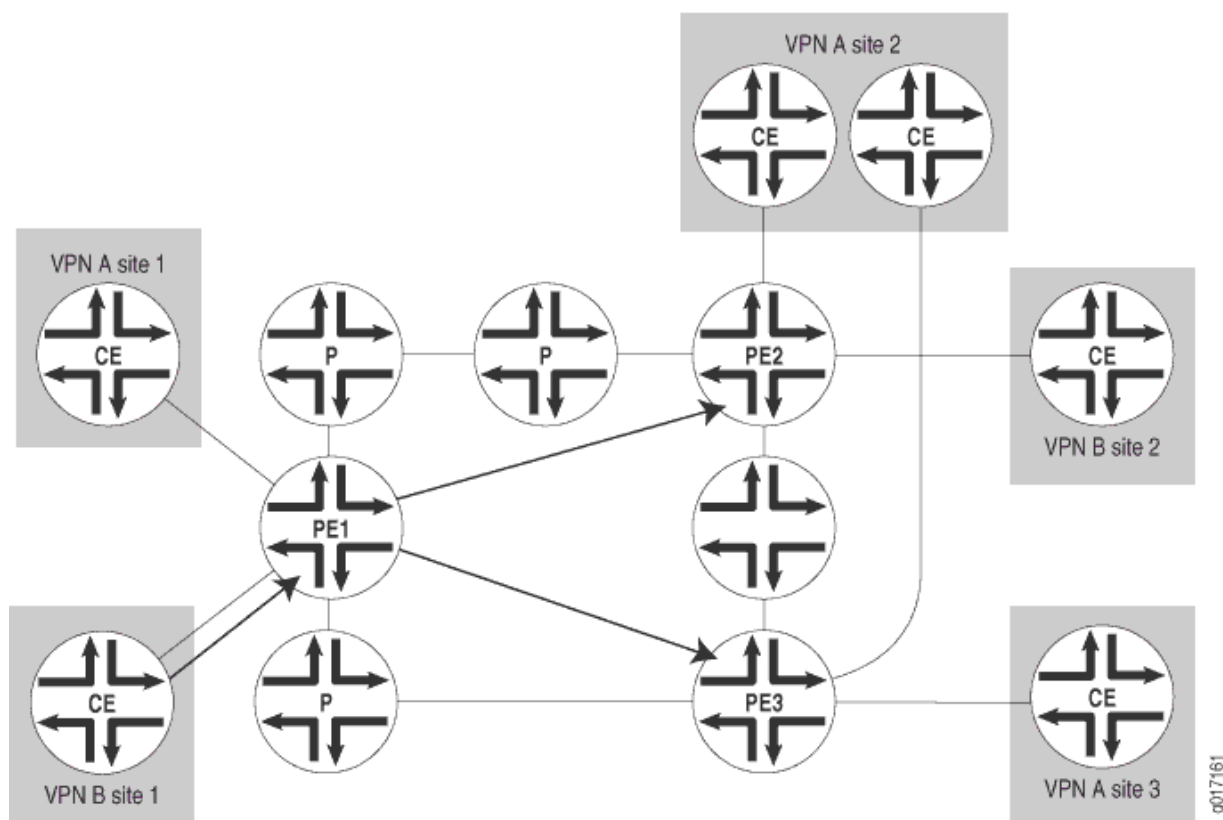 VPN A site 2
CE
CE
VPN A site 1
CE
P
P
PE2
CE
VPN B site 2
PE1
CE
VPN B site 1
P
PE3
CE
VPN A site 3
g017161